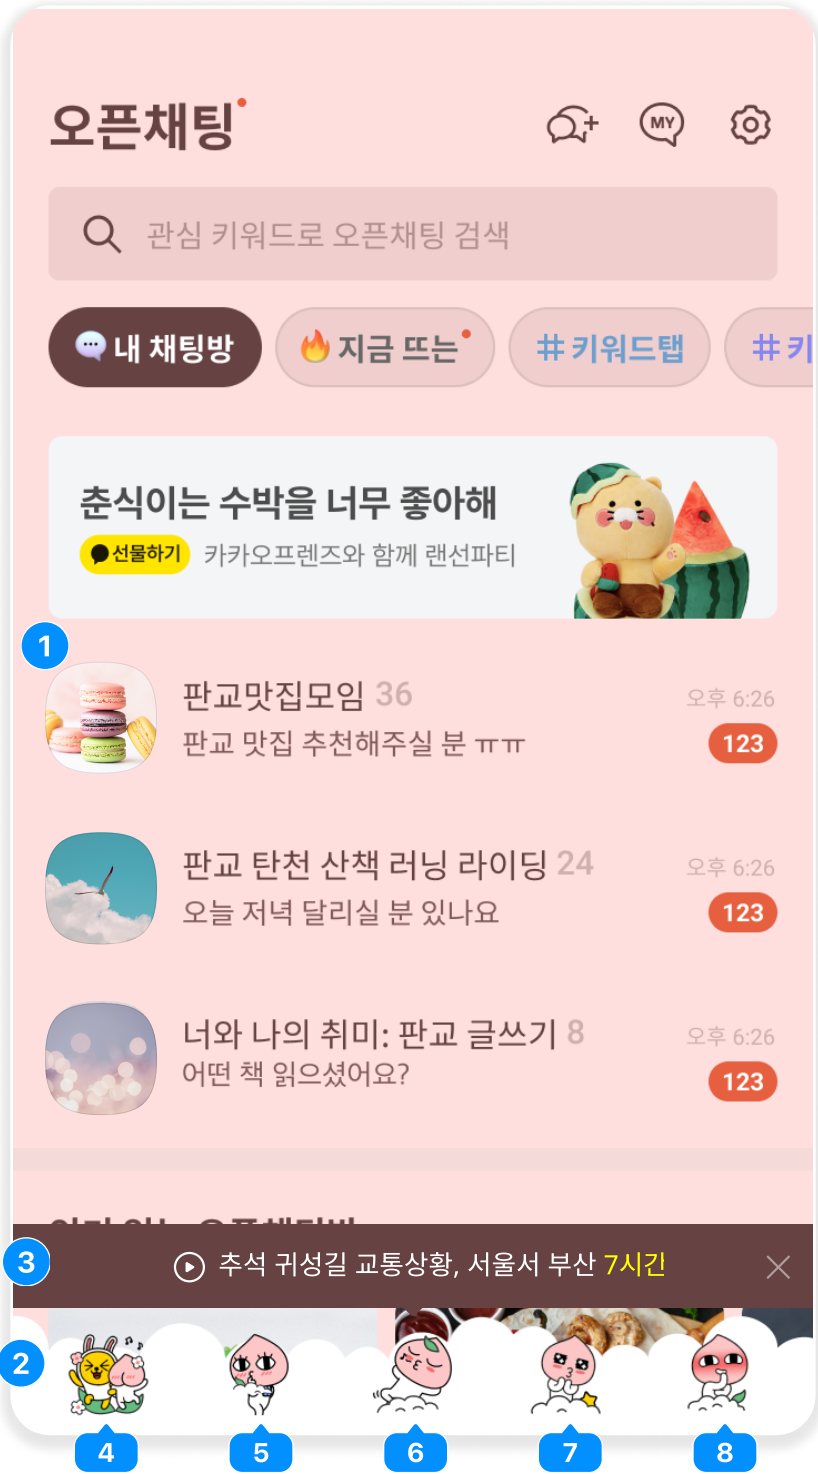 오픈채팅
MY
관심 키워드로 오픈채팅 검색
내 채팅방
지금 뜨는
# 키워드탭
# 키
춘식이는 수박을 너무 좋아해
선물하기 카카오프렌즈와 함께 랜선파티
1
판교맛집모임 36
오후 6:26
판교 맛집 추천해주실 분 ㅠㅠ
123
판교 탄천 산책 러닝 라이딩 24
오후 6:26
오늘 저녁 달리실 분 있나요
123
너와 나의 취미: 판교 글쓰기 8
오후 6:26
어떤 책 읽으셨어요?
123
3
추석 귀성길 교통상황, 서울서 부산 7시간
2
4
5
6
7
8